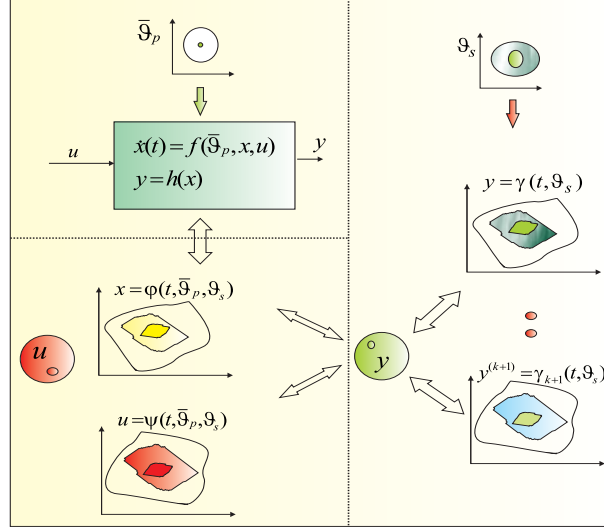 ϑ̄ₚ
u
ẋ(t) = f(ϑ̄ₚ, x, u)
y = h(x)
y
x = φ(t, ϑ̄ₚ, ϑₛ)
u
u = ψ(t, ϑ̄ₚ, ϑₛ)
ϑₛ
y = γ(t, ϑₛ)
y
y⁽ᵏ⁺¹⁾ = γₖ₊₁(t, ϑₛ)